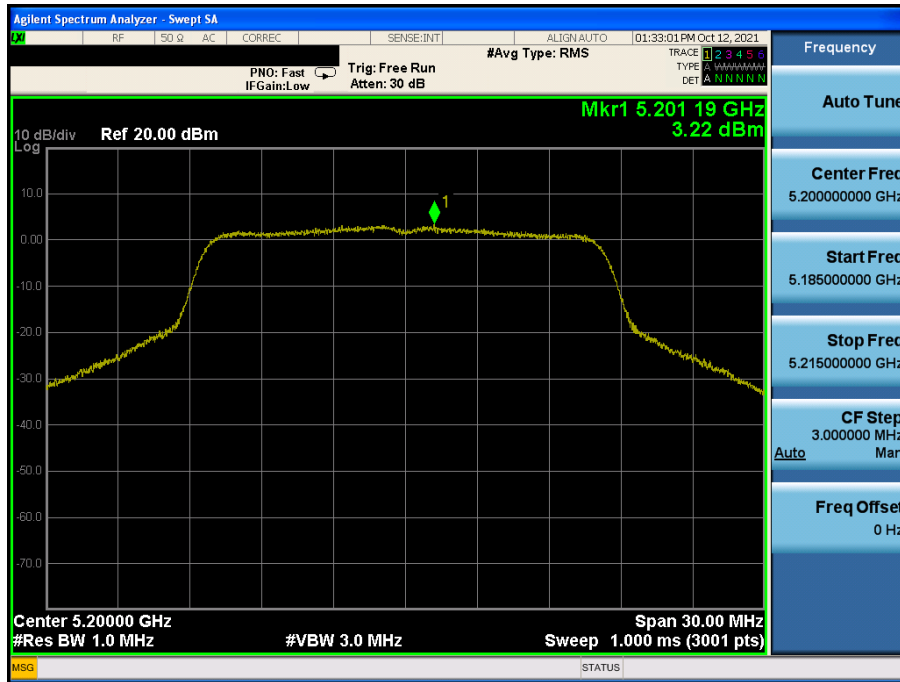 Agilent Spectrum Analyzer - Swept SA
LXI RF 50 Ω AC CORREC SENSE:INT ALIGN AUTO 01:33:01 PM Oct 12, 2021
#Avg Type: RMS
TRACE 1 2 3 4 5 6
PNO: Fast Trig: Free Run
TYPE A WWWWW
IFGain:Low Atten: 30 dB
DET A N N N N N
Mkr1 5.201 19 GHz
3.22 dBm
10 dB/div Ref 20.00 dBm
Log
1
10.0
0.00
-10.0
-20.0
-30.0
-40.0
-50.0
-60.0
-70.0
Center 5.20000 GHz Span 30.00 MHz
#Res BW 1.0 MHz #VBW 3.0 MHz Sweep 1.000 ms (3001 pts)
MSG STATUS
Frequency
Auto Tune
Center Freq
5.200000000 GHz
Start Freq
5.185000000 GHz
Stop Freq
5.215000000 GHz
CF Step
3.000000 MHz
Auto Man
Freq Offset
0 Hz